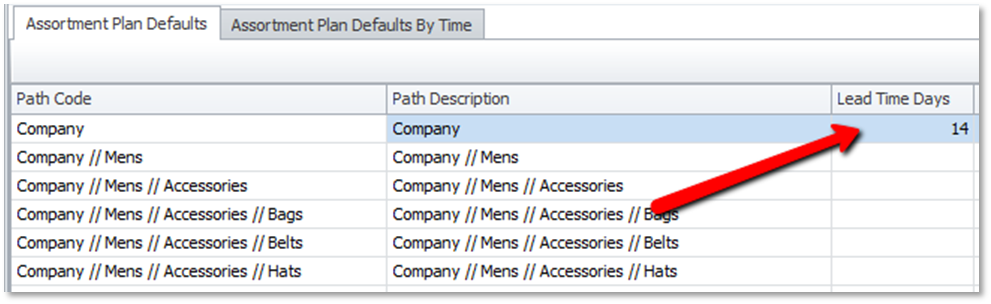 Assortment Plan Defaults Assortment Plan Defaults By Time
Path Code Path Description Lead Time Days
Company Company 14
Company // Mens Company // Mens
Company // Mens // Accessories Company // Mens // Accessories
Company // Mens // Accessories // Bags Company // Mens // Accessories // Bags
Company // Mens // Accessories // Belts Company // Mens // Accessories // Belts
Company // Mens // Accessories // Hats Company // Mens // Accessories // Hats